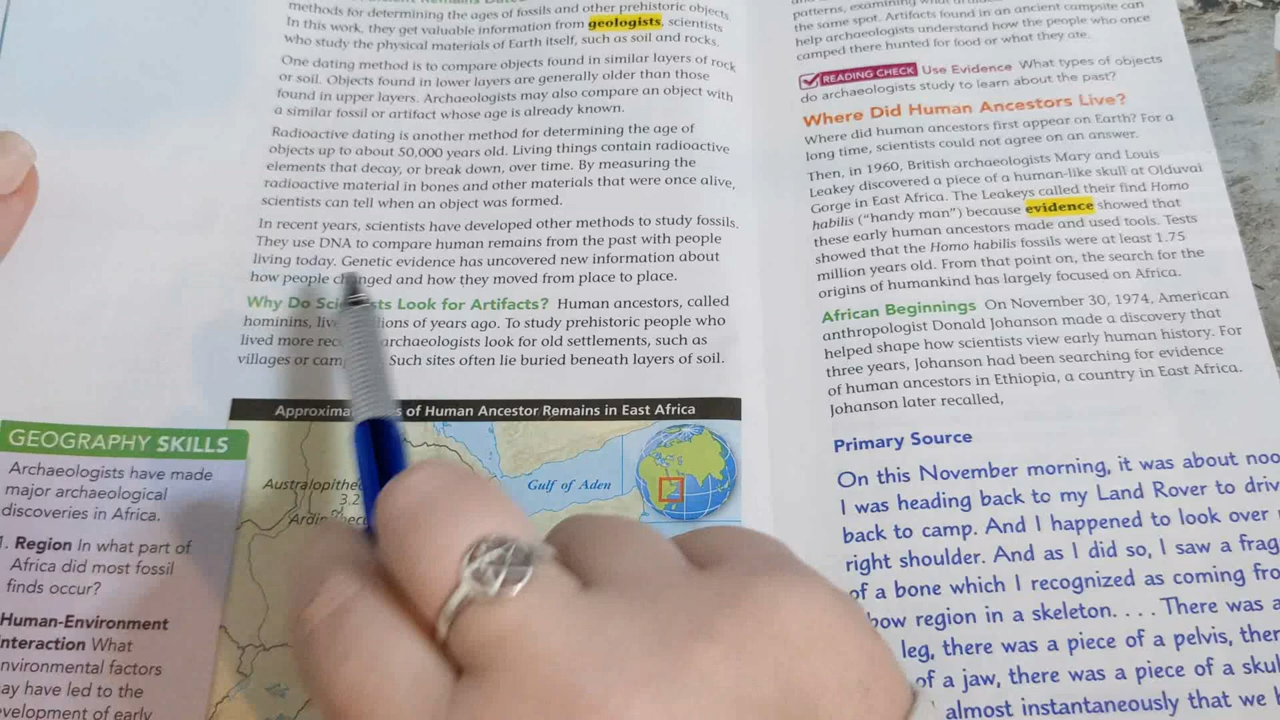 methods for determining the ages of fossils and other prehistoric objects
In this work, they get valuable information from geologists, scientists
who study the physical materials of Earth itself, such as soil and rocks.
One dating method is to compare objects found in similar layers of rock
or soil. Objects found in lower layers are generally older than those
found in upper layers. Archaeologists may also compare an object with
a similar fossil or artifact whose age is already known.
Radioactive dating is another method for determining the age of
objects up to about 50,000 years old. Living things contain radioactive
elements that decay, or break down, over time. By measuring the
radioactive material in bones and other materials that were once alive,
scientists can tell when an object was formed.
In recent years, scientists have developed other methods to study fossils.
They use DNA to compare human remains from the past with people
living today. Genetic evidence has uncovered new information about
how people changed and how they moved from place to place.
Why Do Scientists Look for Artifacts? Human ancestors, called
hominins, of years ago. To study prehistoric people who
lived more archaeologists look for old settlements, such as
villages or Such sites often lie buried beneath layers of soil.
of Human Ancestor Remains in East Africa
Gulf of Aden
3.2
GEOGRAPHY SKILLS
Archaeologists have made
major archaeological
discoveries in Africa.
1. Region In what part of
Africa did most fossil
finds occur?
Human-Environment
Interaction What
environmental factors
may have led to the
development of early
patterns, examining what
the same spot. Artifacts found in an ancient campsite can
help archaeologists understand how the people who once
camped there hunted for food or what they ate.
READING CHECK Use Evidence What types of objects
do archaeologists study to learn about the past?
Where Did Human Ancestors Live?
Where did human ancestors first appear on Earth? For a
long time, scientists could not agree on an answer.
Then, in 1960, British archaeologists Mary and Louis
Leakey discovered a piece of a human-like skull at Olduvai
Gorge in East Africa. The Leakeys called their find Homo
habilis ("handy man") because evidence showed that
these early human ancestors made and used tools. Tests
showed that the Homo habilis fossils were at least 1.75
million years old. From that point on, the search for the
origins of humankind has largely focused on Africa.
African Beginnings On November 30, 1974, American
anthropologist Donald Johanson made a discovery that
helped shape how scientists view early human history. For
three years, Johanson had been searching for evidence
of human ancestors in Ethiopia, a country in East Africa.
Johanson later recalled,
Primary Source
On this November morning, it was about
I was heading back to my Land Rover to
back to camp. And I happened to look over
right shoulder. And as I did so, I saw a
of a bone which I recognized as coming
region in a skeleton. . . . There was a
leg, there was a piece of a pelvis,
of a jaw, there was a piece of a
almost instantaneously that we